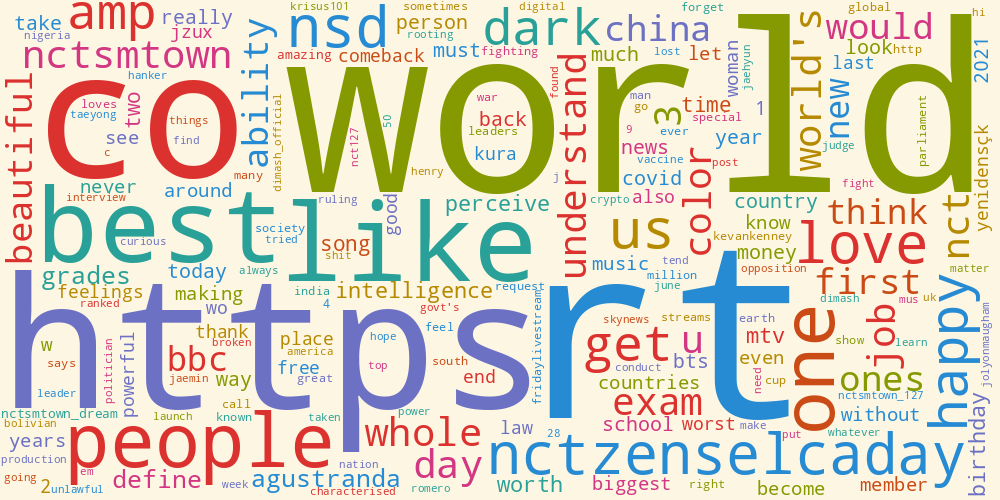 take
nigeria
amp
really
jzux
nctsmtown
krisus101
nsd
sometimes
person
rooting
digital
dark
china
forget
would
global
hi
look
http
amazing
comeback
must
fighting
much
lost
let
woman
jaehyun
world's
last
new
2021
hanker
loves
taeyong
two
see
c
things
find
ability
many
dimash_official
co
world
nct127
50
war
back
leaders
kura
henry
found
j
understand
man
go
3
time
special
1
9
ever
year
news
vaccine
post
covid
crypto
also
color
judge
parliament
fight
yenidensçk
beautiful
never
interview
around
ruling
good
perceive
country
think
nct
best
curious
society
tried
always
song
shit
like
us
know
kevankenney
money
love
music
tend
million
june
opposition
first
matter
grades
feelings
ranked
today
making
wo
india
4
intelligence
govt's
request
https
rt
dimash
mus
uk
happy
w
says
leader
politician
powerful
thank
broken
bbc
jaemin
way
place
america
free
great
hope
top
feel
south
end
fridaylivestream
skynews
streams
get
u
conduct
bts
earth
mtv
even
need
cup
one
show
job
learn
jolyonmaugham
countries
exam
ones
nctsmtown_127
nctsmtown_dream
bolivian
launch
call
known
taken
power
whole
law
28
school
worst
make
put
without
whatever
years
production
people
nation
day
nctzenselcaday
birthday
going
em
2
unlawful
define
week
agustranda
characterised
romero
worth
biggest
right
become
member